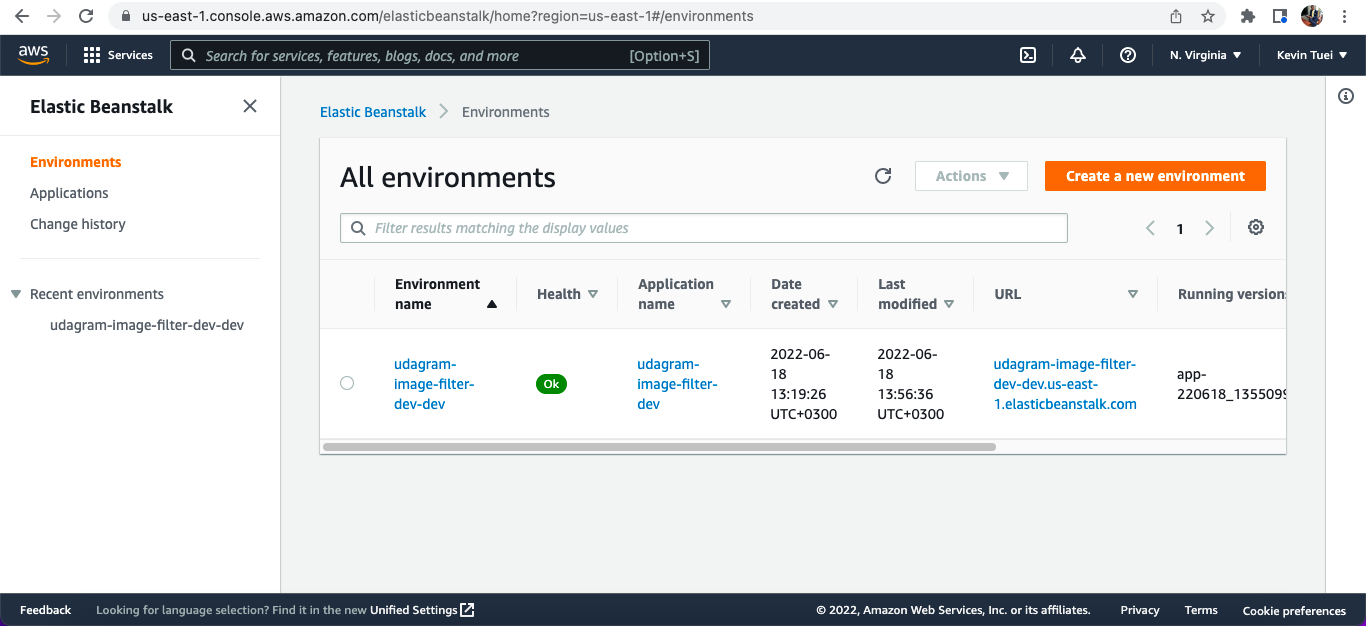 us-east-1.console.aws.amazon.com/elasticbeanstalk/home?region=us-east-1#/environments
aws
Services
Search for services, features, blogs, docs, and more
[Option+S]
N. Virginia
Kevin Tuei
Elastic Beanstalk
Environments
Applications
Change history
Recent environments
udagram-image-filter-dev-dev
Elastic Beanstalk
Environments
All environments
Actions
Create a new environment
Filter results matching the display values
1
Environment
name
Health
Application
name
Date
created
Last
modified
URL
Running versions
udagram-
image-filter-
dev-dev
Ok
udagram-
image-filter-
dev
2022-06-
18
13:19:26
UTC+0300
2022-06-
18
13:56:36
UTC+0300
udagram-image-filter-
dev-dev.us-east-
1.elasticbeanstalk.com
app-
220618_1355099
Feedback
Looking for language selection? Find it in the new Unified Settings
© 2022, Amazon Web Services, Inc. or its affiliates.
Privacy
Terms
Cookie preferences